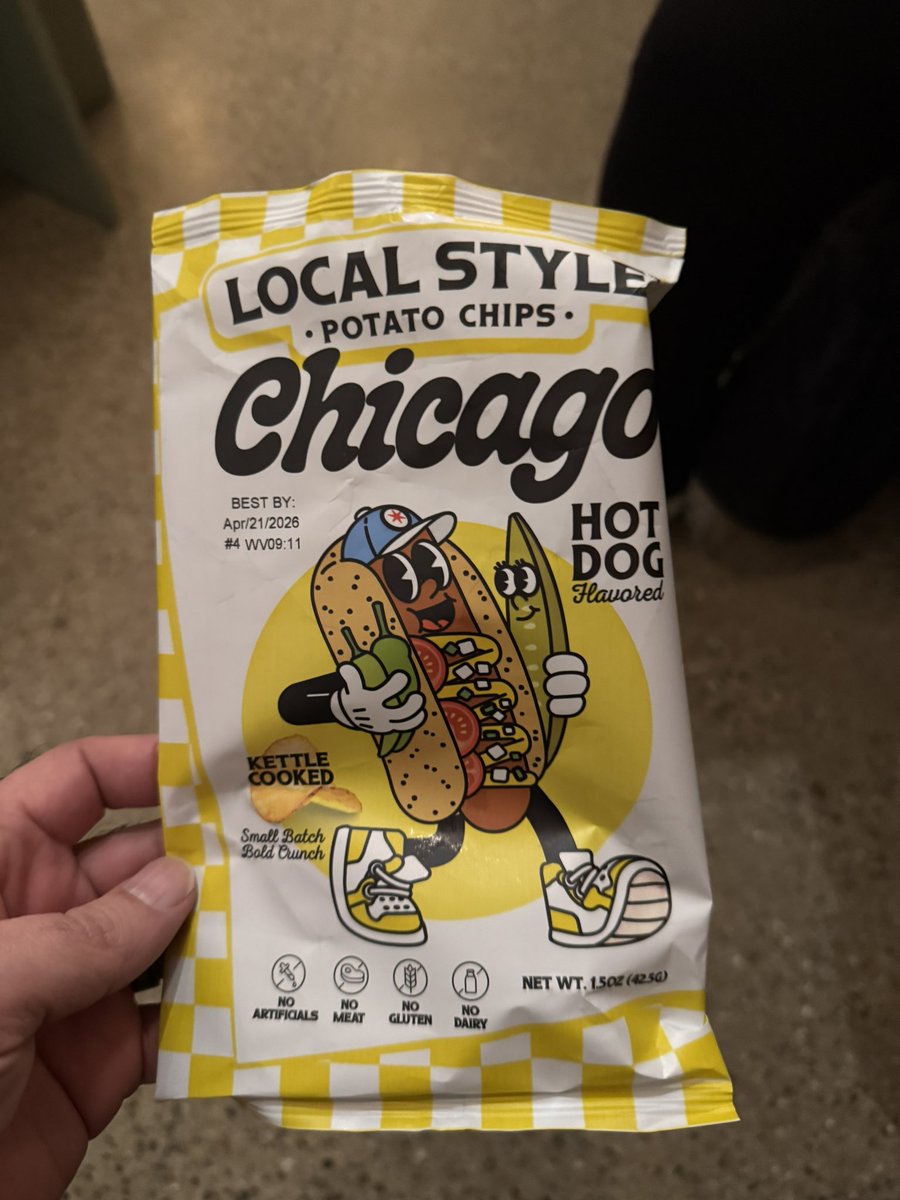 LOCAL STYLE
· POTATO CHIPS ·
Chicago
BEST BY:
Apr/21/2026
#4 WV09:11
HOT
DOG
Flavored
KETTLE
COOKED
Small Batch
Bold Crunch
NO
ARTIFICIALS
NO
MEAT
NO
GLUTEN
NO
DAIRY
NET WT. 1.5OZ (42.5G)